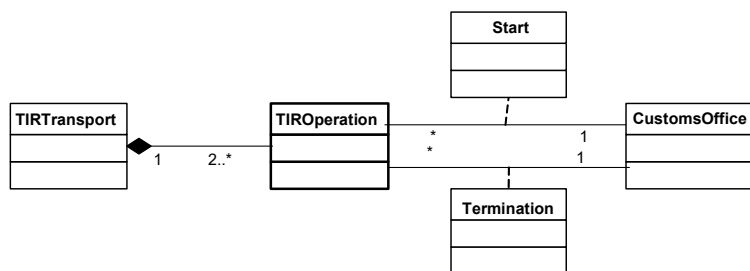 Start
TIRTransport
TIROperation
CustomsOffice
* 1
1 2..* * 1
Termination